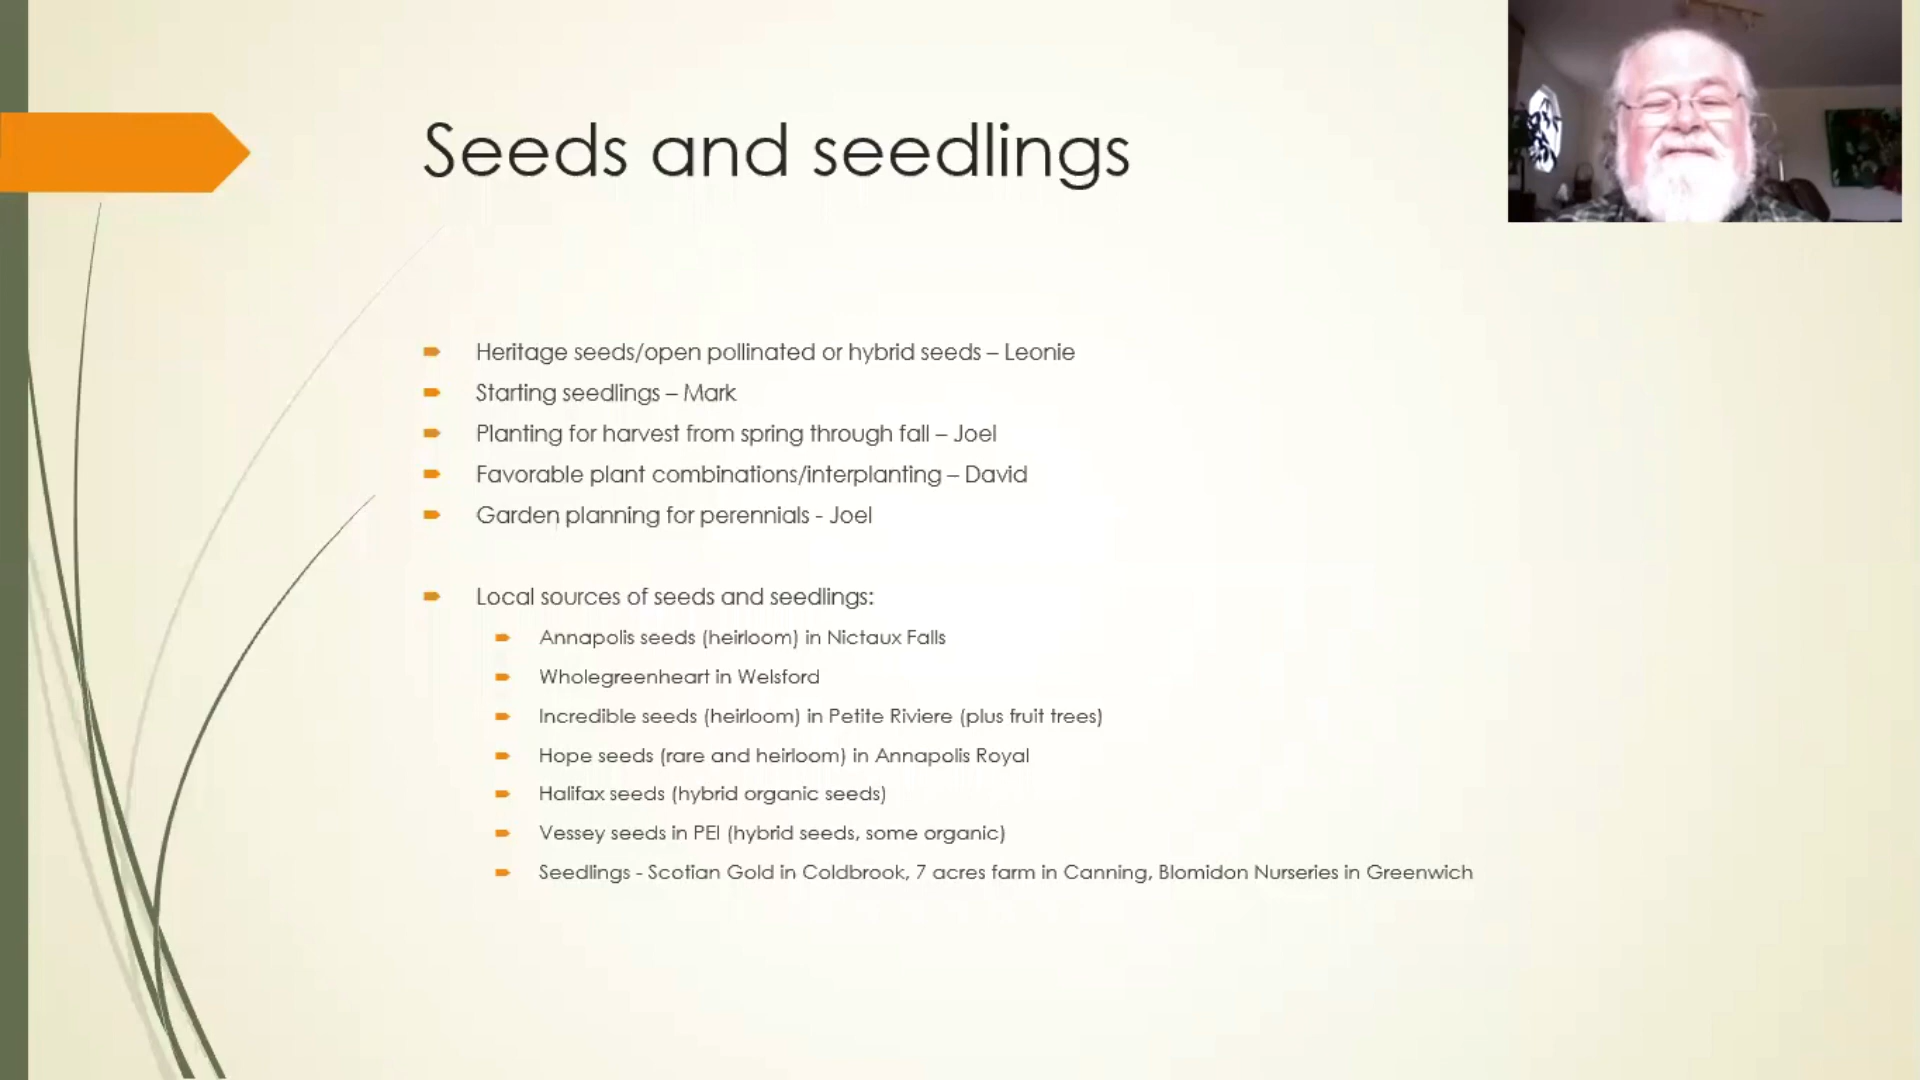 Seeds and seedlings
Heritage seeds/open pollinated or hybrid seeds – Leonie
Starting seedlings – Mark
Planting for harvest from spring through fall – Joel
Favorable plant combinations/interplanting – David
Garden planning for perennials - Joel
Local sources of seeds and seedlings:
Annapolis seeds (heirloom) in Nictaux Falls
Wholegreenheart in Welsford
Incredible seeds (heirloom) in Petite Riviere (plus fruit trees)
Hope seeds (rare and heirloom) in Annapolis Royal
Halifax seeds (hybrid organic seeds)
Vessey seeds in PEI (hybrid seeds, some organic)
Seedlings - Scotian Gold in Coldbrook, 7 acres farm in Canning, Blomidon Nurseries in Greenwich